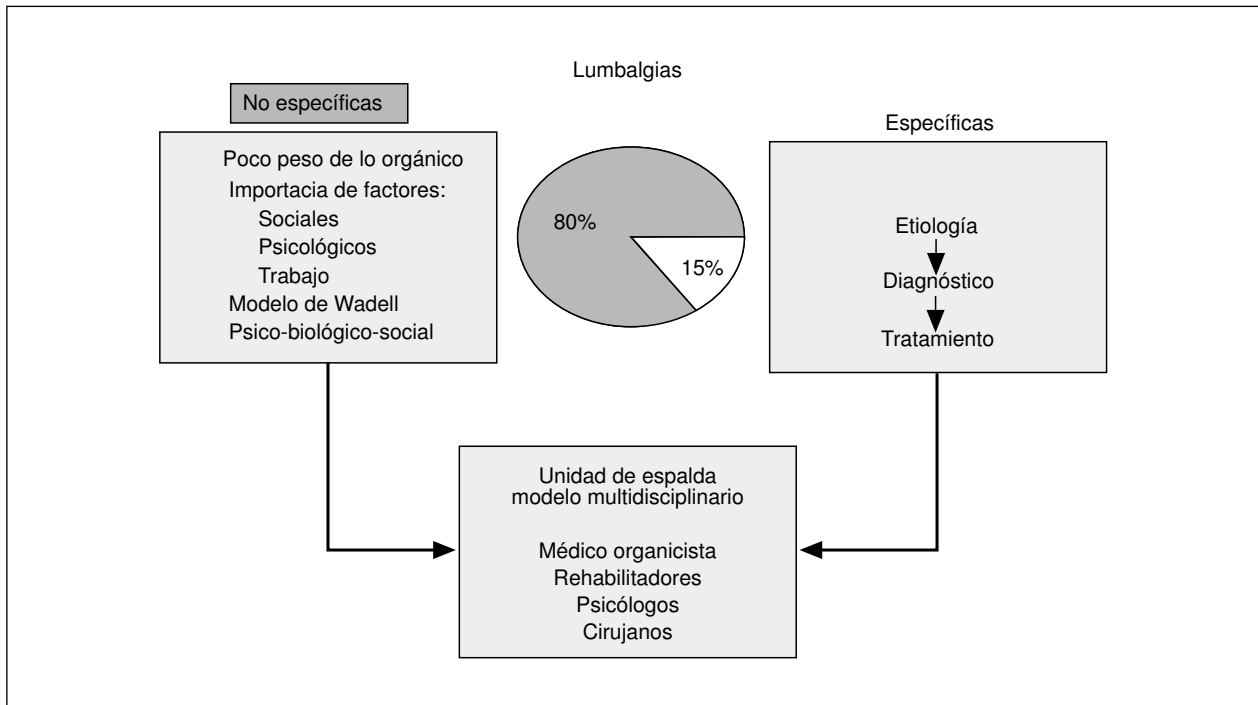 Lumbalgias
No específicas
Poco peso de lo orgánico
Importacia de factores:
Sociales
Psicológicos
Trabajo
Modelo de Wadell
Psico-biológico-social
80%
15%
Específicas
Etiología
Diagnóstico
Tratamiento
Unidad de espalda
modelo multidisciplinario
Médico organicista
Rehabilitadores
Psicólogos
Cirujanos